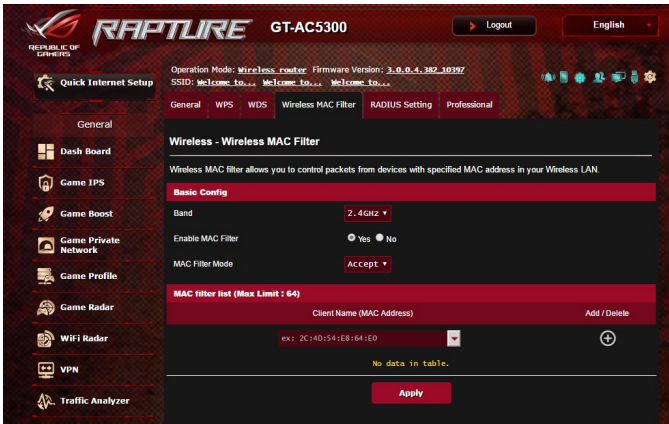 REPUBLIC OF
GAMERS
RAPTURE
GT-AC5300
Logout
English
Quick Internet Setup
Operation Mode: Wireless router Firmware Version: 3.0.0.4.382_10397
SSID: Welcome to... Welcome to... Welcome to...
General WPS WDS Wireless MAC Filter RADIUS Setting Professional
General
Dash Board
Game IPS
Game Boost
Game Private
Network
Game Profile
Game Radar
WiFi Radar
VPN
Traffic Analyzer
Wireless - Wireless MAC Filter
Wireless MAC filter allows you to control packets from devices with specified MAC address in your Wireless LAN.
Basic Config
Band 2.4GHz
Enable MAC Filter Yes No
MAC Filter Mode Accept
MAC filter list (Max Limit : 64)
Client Name (MAC Address) Add / Delete
ex: 2C:4D:54:E8:64:E0
No data in table.
Apply